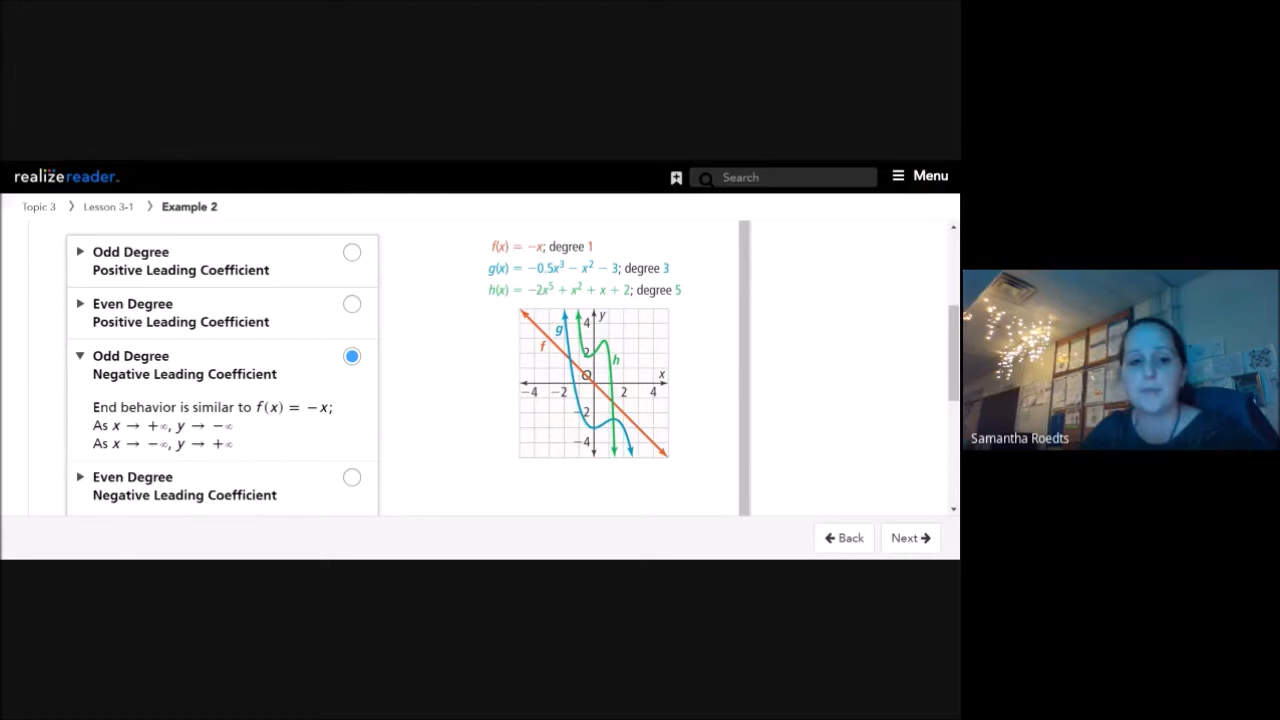 realizereader.
Search
Menu
Topic 3 > Lesson 3-1 > Example 2
Odd Degree
Positive Leading Coefficient
Even Degree
Positive Leading Coefficient
Odd Degree
Negative Leading Coefficient
End behavior is similar to f(x) = −x;
As x → +∞, y → −∞
As x → −∞, y → +∞
Even Degree
Negative Leading Coefficient
f(x) = −x; degree 1
g(x) = −0.5x³ − x² − 3; degree 3
h(x) = −2x⁵ + x² + x + 2; degree 5
4 y
g
f
2 h
O x
−4 −2 2 4
−2
−4
Back
Next
Samantha Roedts